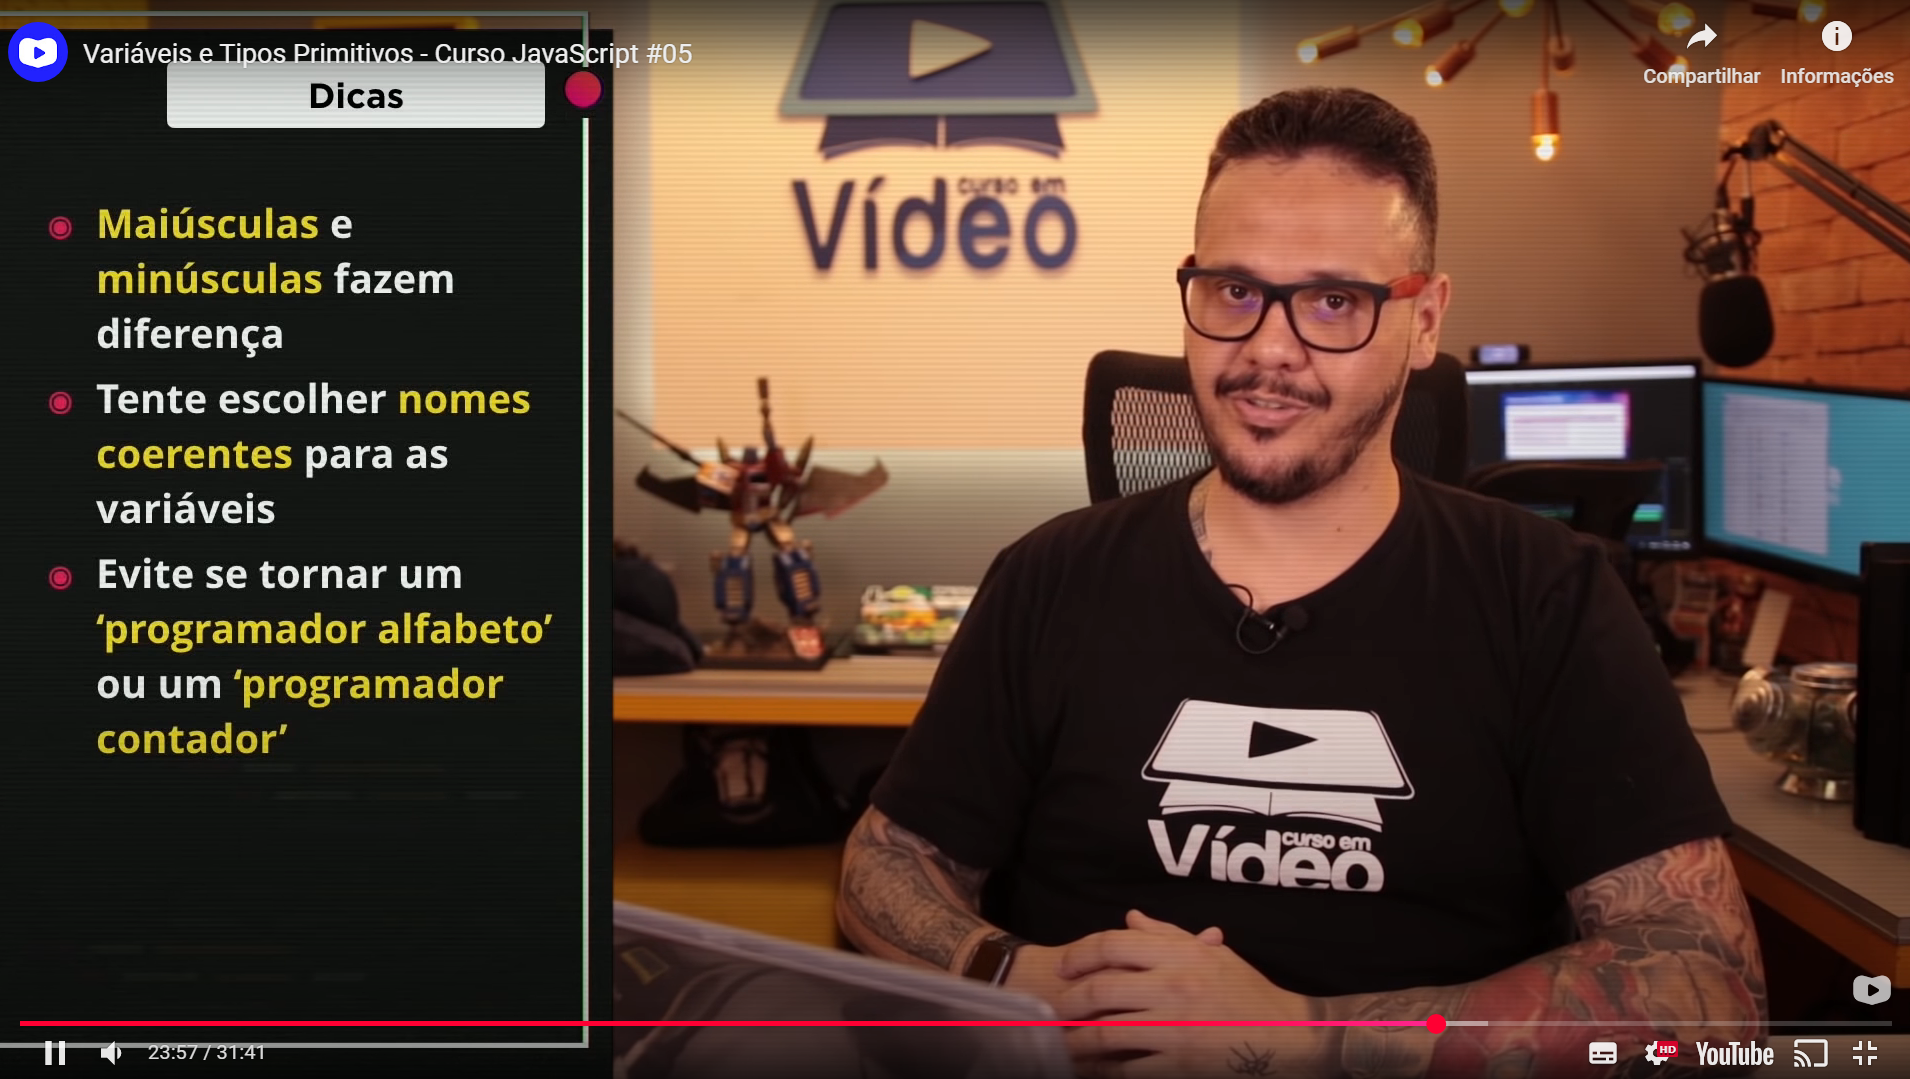 Variáveis e Tipos Primitivos - Curso JavaScript #05
Compartilhar
Informações
Dicas
Maiúsculas e
minúsculas fazem
diferença
Tente escolher nomes
coerentes para as
variáveis
Evite se tornar um
‘programador alfabeto’
ou um ‘programador
contador’
curso em
Vídeo
curso em
Vídeo
23:57 / 31:41
HD
YouTube